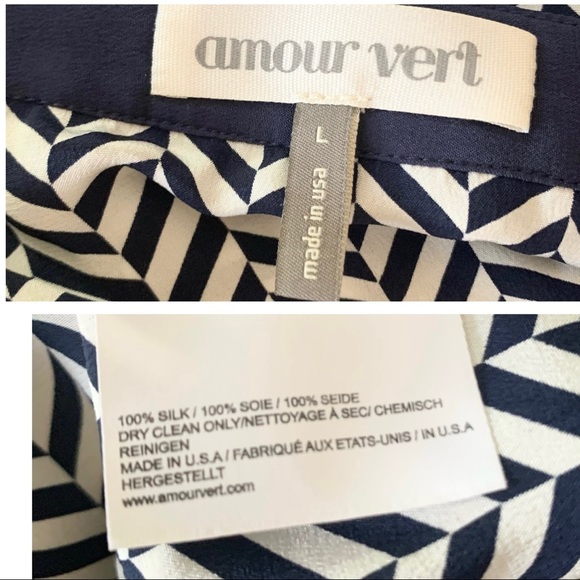 amour vert
L
made in usa
100% SILK / 100% SOIE / 100% SEIDE
DRY CLEAN ONLY/NETTOYAGE À SEC/ CHEMISCH
REINIGEN
MADE IN U.S.A / FABRIQUÉ AUX ETATS-UNIS / IN U.S.A
HERGESTELLT
www.amourvert.com